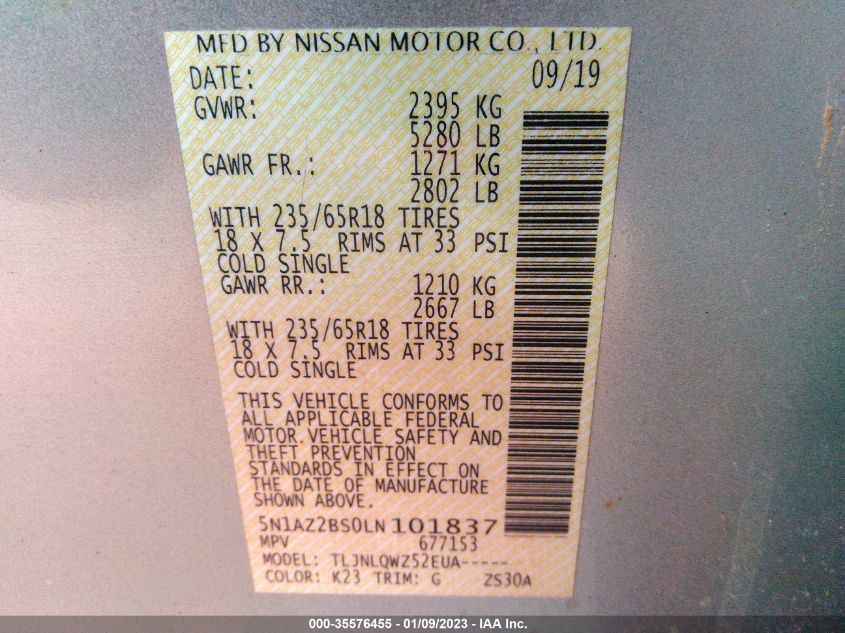 MFD BY NISSAN MOTOR CO., LTD.
DATE: 09/19
GVWR: 2395 KG
5280 LB
GAWR FR.: 1271 KG
2802 LB
WITH 235/65R18 TIRES
18 X 7.5 RIMS AT 33 PSI
COLD SINGLE
GAWR RR.: 1210 KG
2667 LB
WITH 235/65R18 TIRES
18 X 7.5 RIMS AT 33 PSI
COLD SINGLE
THIS VEHICLE CONFORMS TO
ALL APPLICABLE FEDERAL
MOTOR VEHICLE SAFETY AND
THEFT PREVENTION
STANDARDS IN EFFECT ON
THE DATE OF MANUFACTURE
SHOWN ABOVE.
5N1AZ2BS0LN101837
MPV 677153
MODEL: TLJNLQWZ52EUA-----
COLOR: K23 TRIM: G ZS30A
000-35576455 - 01/09/2023 - IAA Inc.